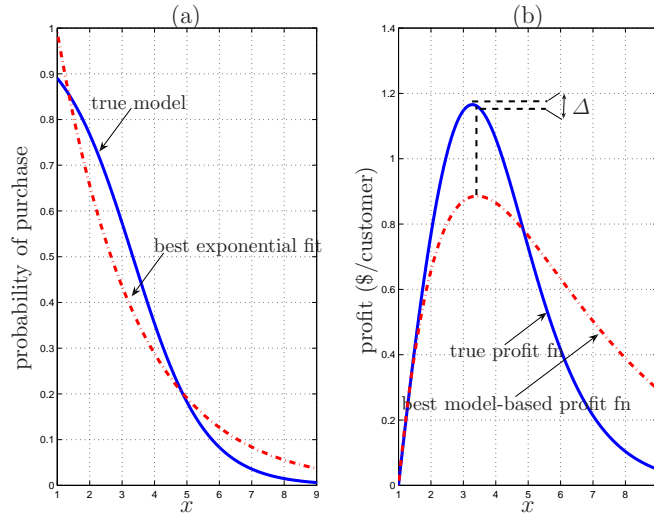 (a)
probability of purchase
1
0.9
0.8
0.7
0.6
0.5
0.4
0.3
0.2
0.1
0
true model
best exponential fit
1 2 3 4 5 6 7 8 9
x
(b)
profit ($/customer)
1.4
1.2
1
0.8
0.6
0.4
0.2
0
Δ
true profit fn
best model-based profit fn
1 2 3 4 5 6 7 8 9
x